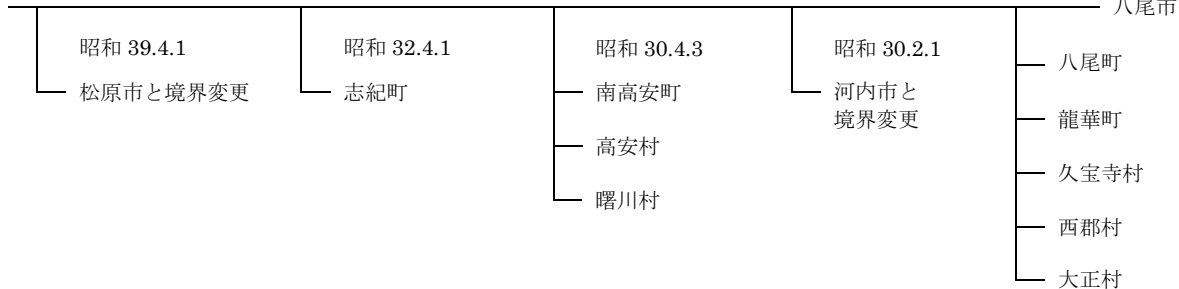 八尾市
昭和 39.4.1
松原市と境界変更
昭和 32.4.1
志紀町
昭和 30.4.3
南高安町
高安村
曙川村
昭和 30.2.1
河内市と
境界変更
八尾町
龍華町
久宝寺村
西郡村
大正村